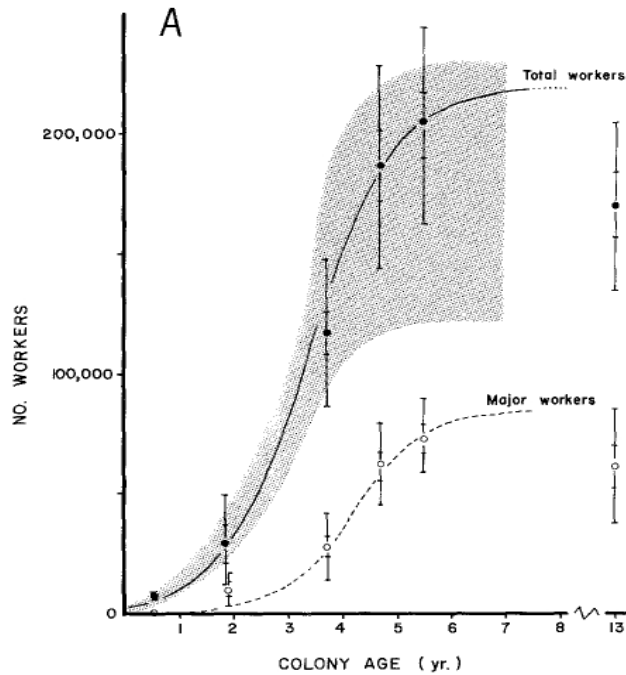 A
Total workers
200,000
100,000
Major workers
0
1 2 3 4 5 6 7 8 13
NO. WORKERS
COLONY AGE (yr.)